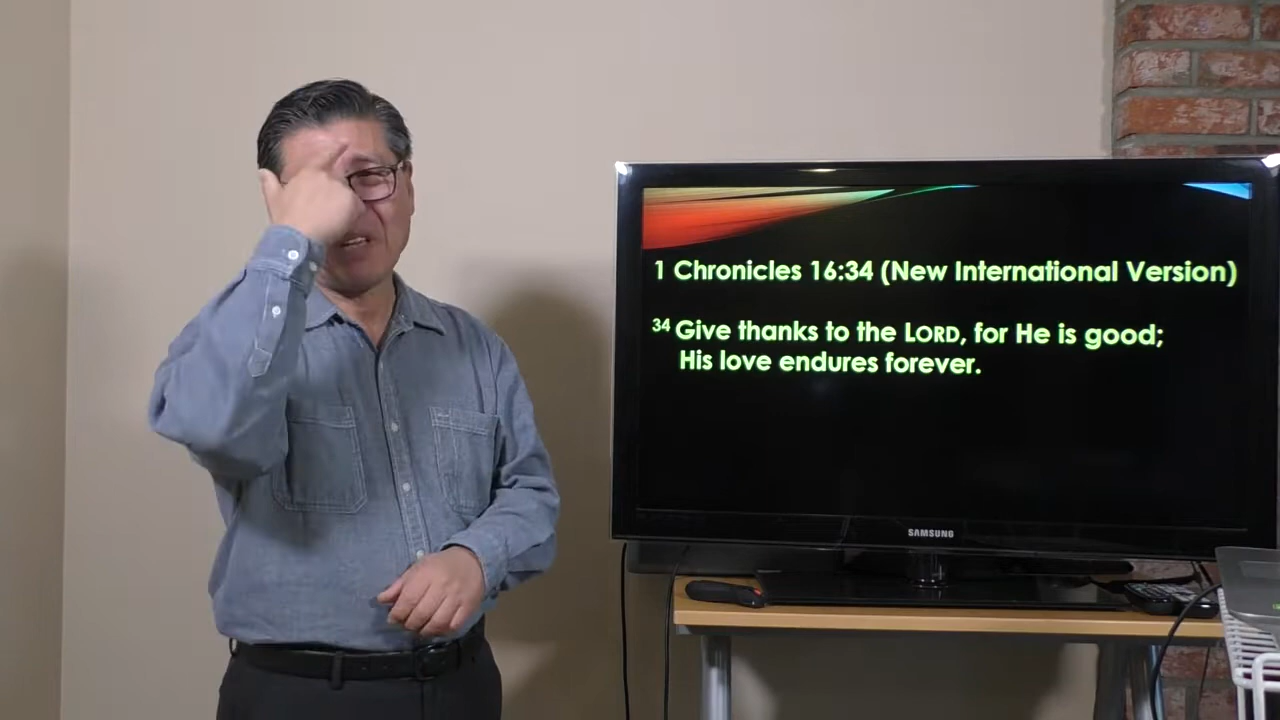 1 Chronicles 16:34 (New International Version)
34 Give thanks to the LORD, for He is good;
His love endures forever.
SAMSUNG